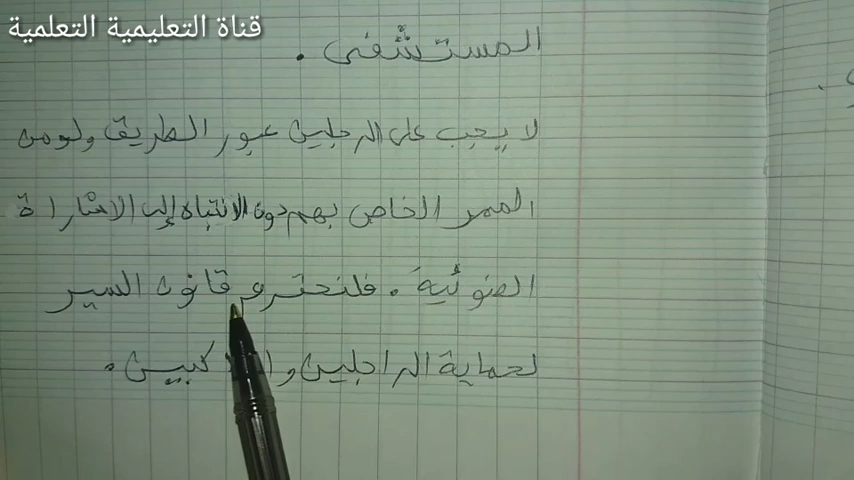 قناة التعليمية التعلمية
المستشفى .
لا يجب على الرجلين عبور الطريق ولو من
الممر الخاص بهم دون الانتباه إلى الاشارة
الضوئية . فلنحترم قانون السير
لحماية الراجلين والراكبين .